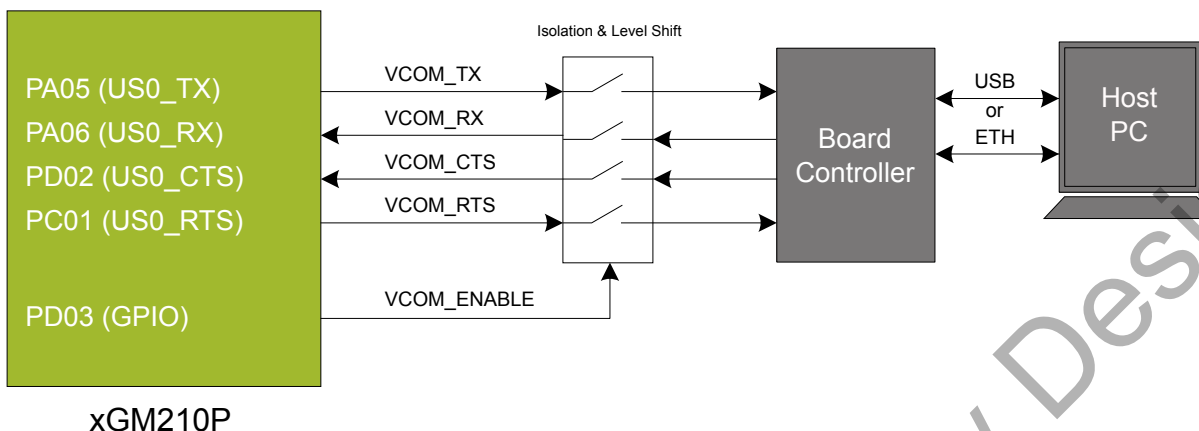 Isolation & Level Shift
PA05 (US0_TX)
VCOM_TX
PA06 (US0_RX)
VCOM_RX
PD02 (US0_CTS)
VCOM_CTS
PC01 (US0_RTS)
VCOM_RTS
PD03 (GPIO)
VCOM_ENABLE
Board
Controller
USB
or
ETH
Host
PC
xGM210P